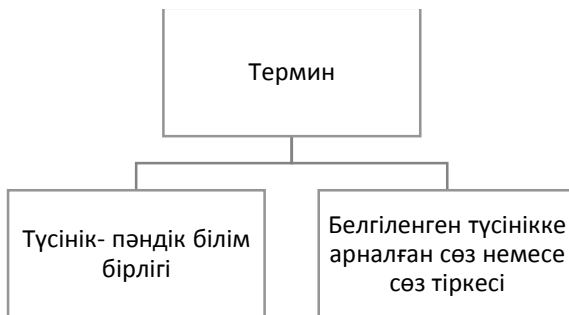 Термин
Түсінік- пәндік білім
бірлігі
Белгіленген түсінікке
арналған сөз немесе
сөз тіркесі